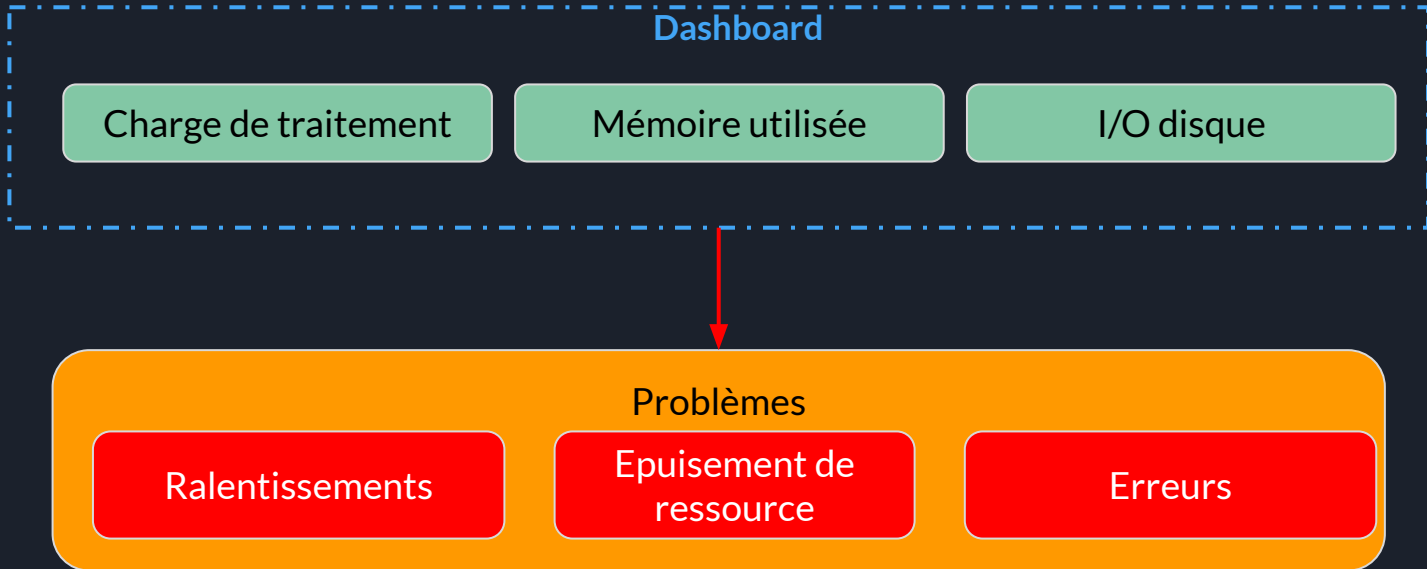 Dashboard
Charge de traitement
Mémoire utilisée
I/O disque
Problèmes
Ralentissements
Epuisement de
ressource
Erreurs